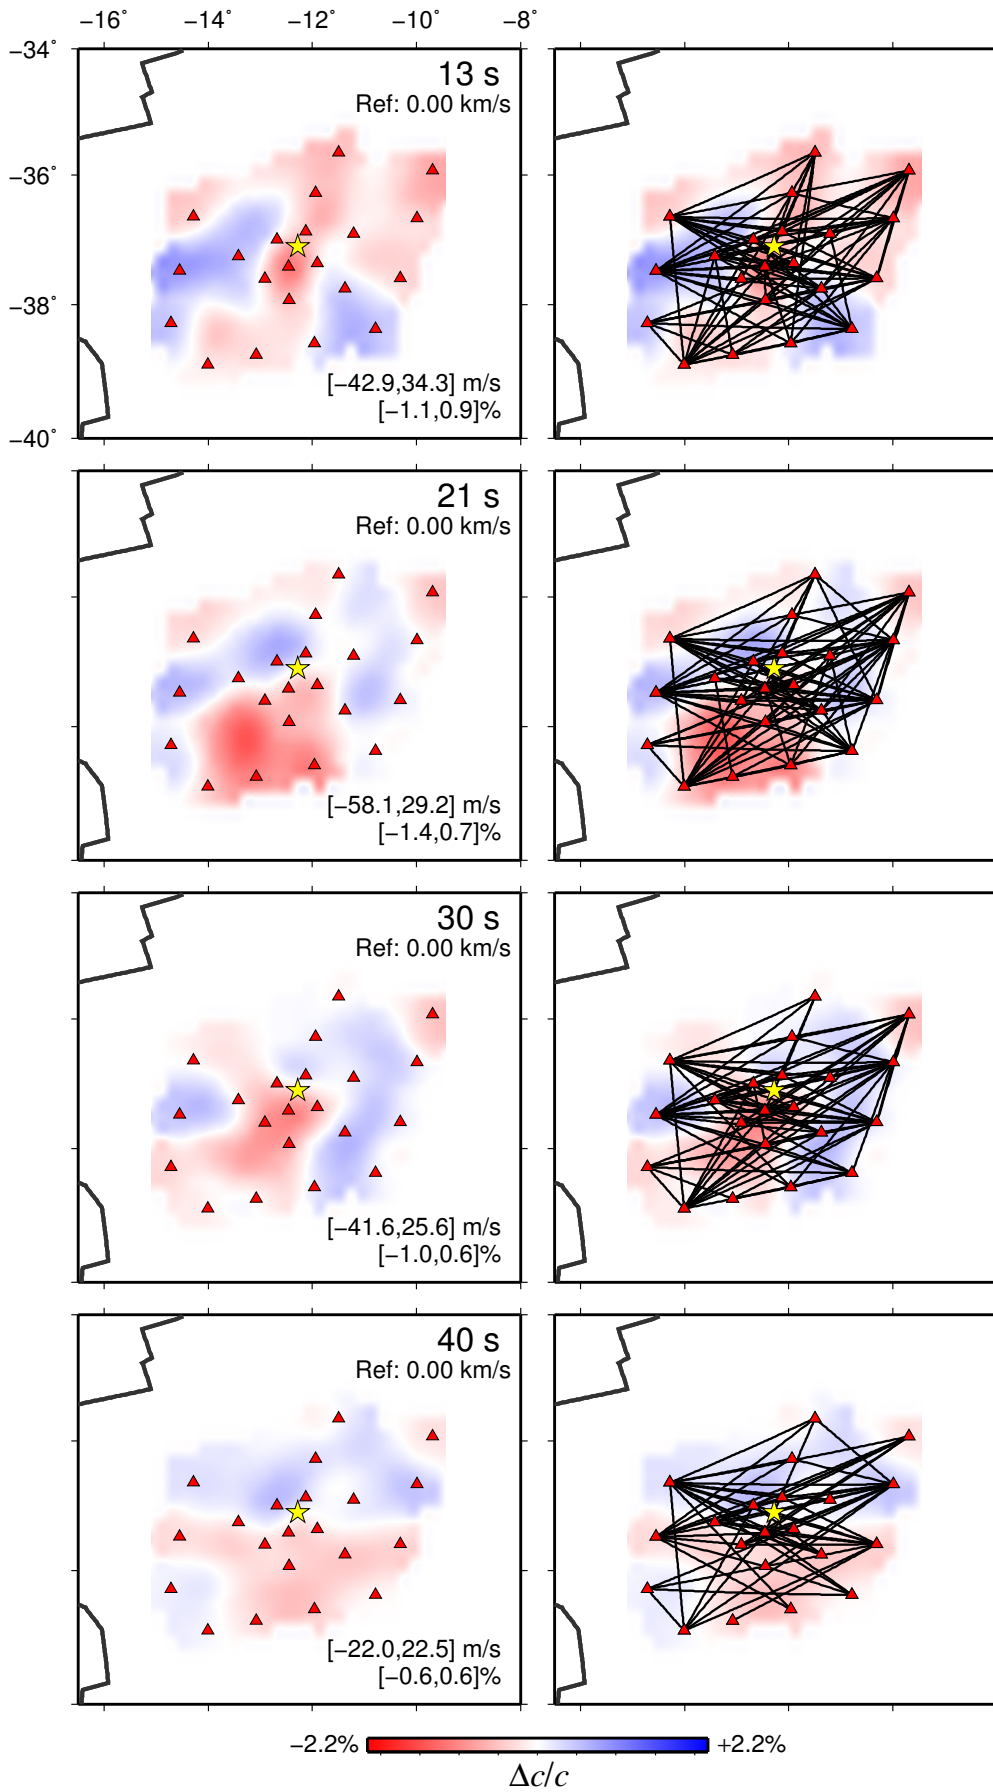 −16˚ −14˚ −12˚ −10˚ −8˚
−34˚
13 s
Ref: 0.00 km/s
−36˚
−38˚
[−42.9,34.3] m/s
[−1.1,0.9]%
−40˚
21 s
Ref: 0.00 km/s
[−58.1,29.2] m/s
[−1.4,0.7]%
30 s
Ref: 0.00 km/s
[−41.6,25.6] m/s
[−1.0,0.6]%
40 s
Ref: 0.00 km/s
[−22.0,22.5] m/s
[−0.6,0.6]%
−2.2% +2.2%
Δc/c